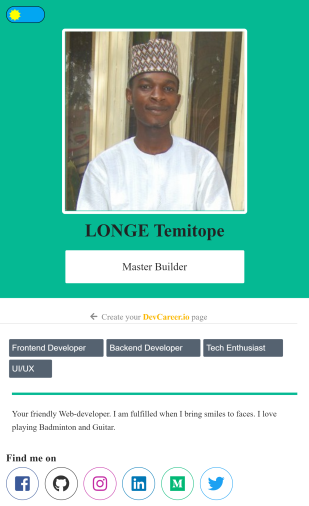 LONGE Temitope
Master Builder
Create your DevCareer.io page
Frontend Developer
Backend Developer
Tech Enthusiast
UI/UX
Your friendly Web-developer. I am fulfilled when I bring smiles to faces. I love
playing Badminton and Guitar.
Find me on